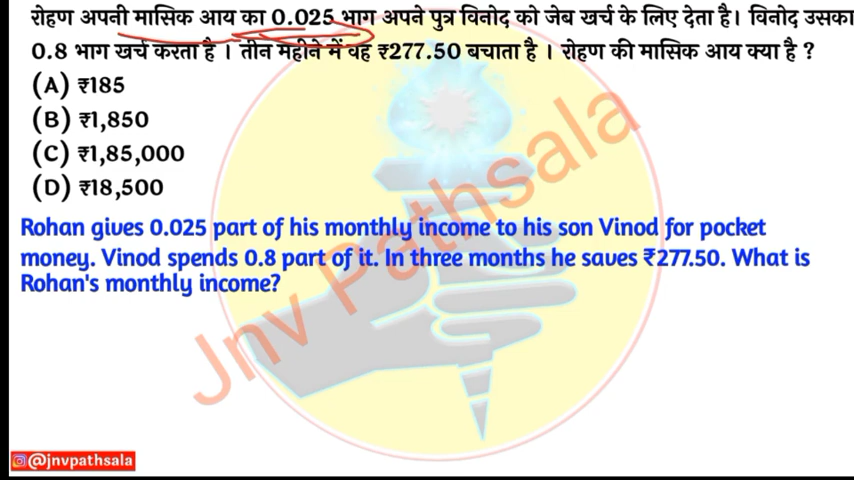 रोहण अपनी मासिक आय का 0.025 भाग अपने पुत्र विनोद को जेब खर्च के लिए देता है। विनोद उसका
0.8 भाग खर्च करता है । तीन महीने में वह ₹277.50 बचाता है । रोहण की मासिक आय क्या है ?
(A) ₹185
(B) ₹1,850
(C) ₹1,85,000
(D) ₹18,500
Rohan gives 0.025 part of his monthly income to his son Vinod for pocket
money. Vinod spends 0.8 part of it. In three months he saves ₹277.50. What is
Rohan's monthly income?
Jnv Pathsala
@jnvpathsala